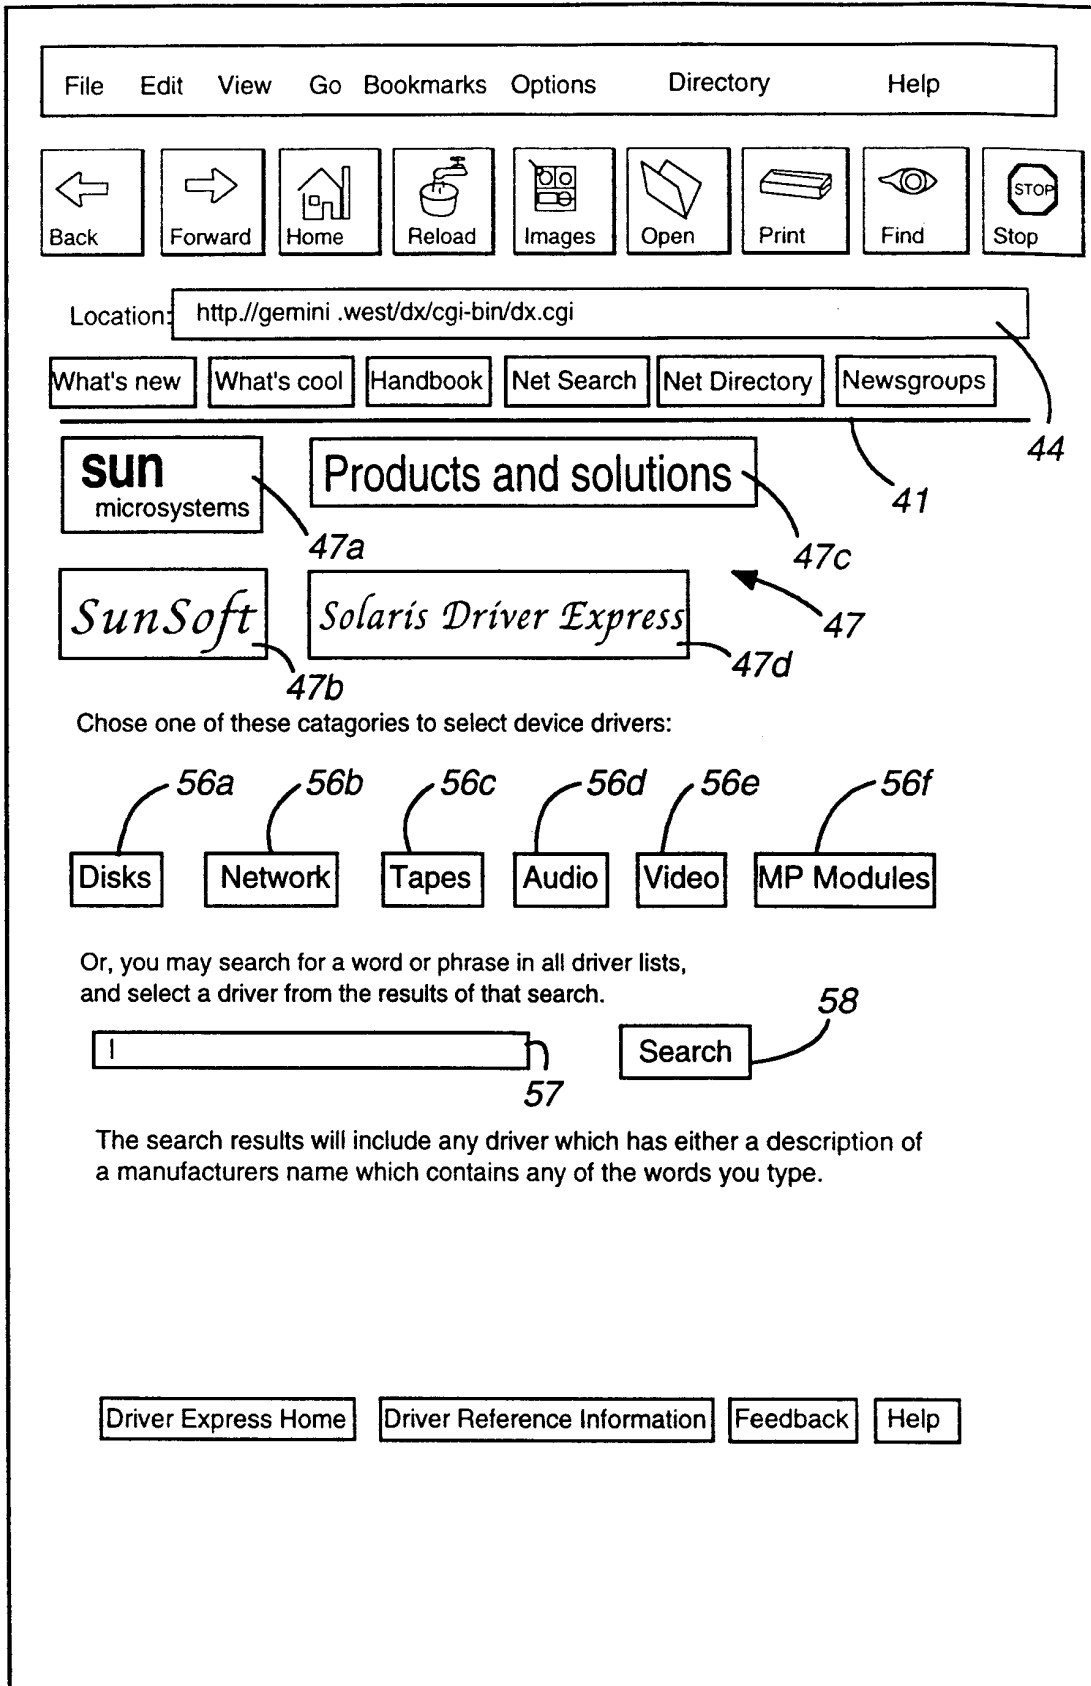 File Edit View Go Bookmarks Options Directory Help
Back Forward Home Reload Images Open Print Find STOP Stop
Location: http.//gemini .west/dx/cgi-bin/dx.cgi
What's new What's cool Handbook Net Search Net Directory Newsgroups
44
41
sun Products and solutions
microsystems
47a 47c
SunSoft Solaris Driver Express 47
47b 47d
Chose one of these catagories to select device drivers:
56a 56b 56c 56d 56e 56f
Disks Network Tapes Audio Video MP Modules
Or, you may search for a word or phrase in all driver lists,
and select a driver from the results of that search.
58
Search
57
The search results will include any driver which has either a description of
a manufacturers name which contains any of the words you type.
Driver Express Home Driver Reference Information Feedback Help